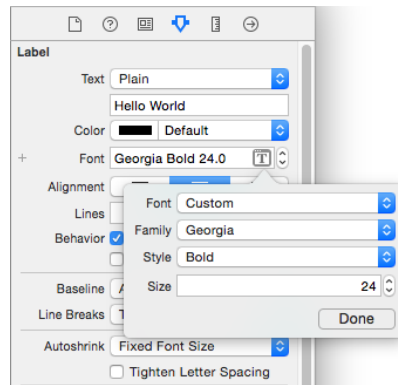 Label
Text Plain
Hello World
Color Default
+ Font Georgia Bold 24.0 T
Alignment
Font Custom
Lines
Family Georgia
Behavior
Style Bold
Baseline
Size 24
Line Breaks
Done
Autoshrink Fixed Font Size
Tighten Letter Spacing